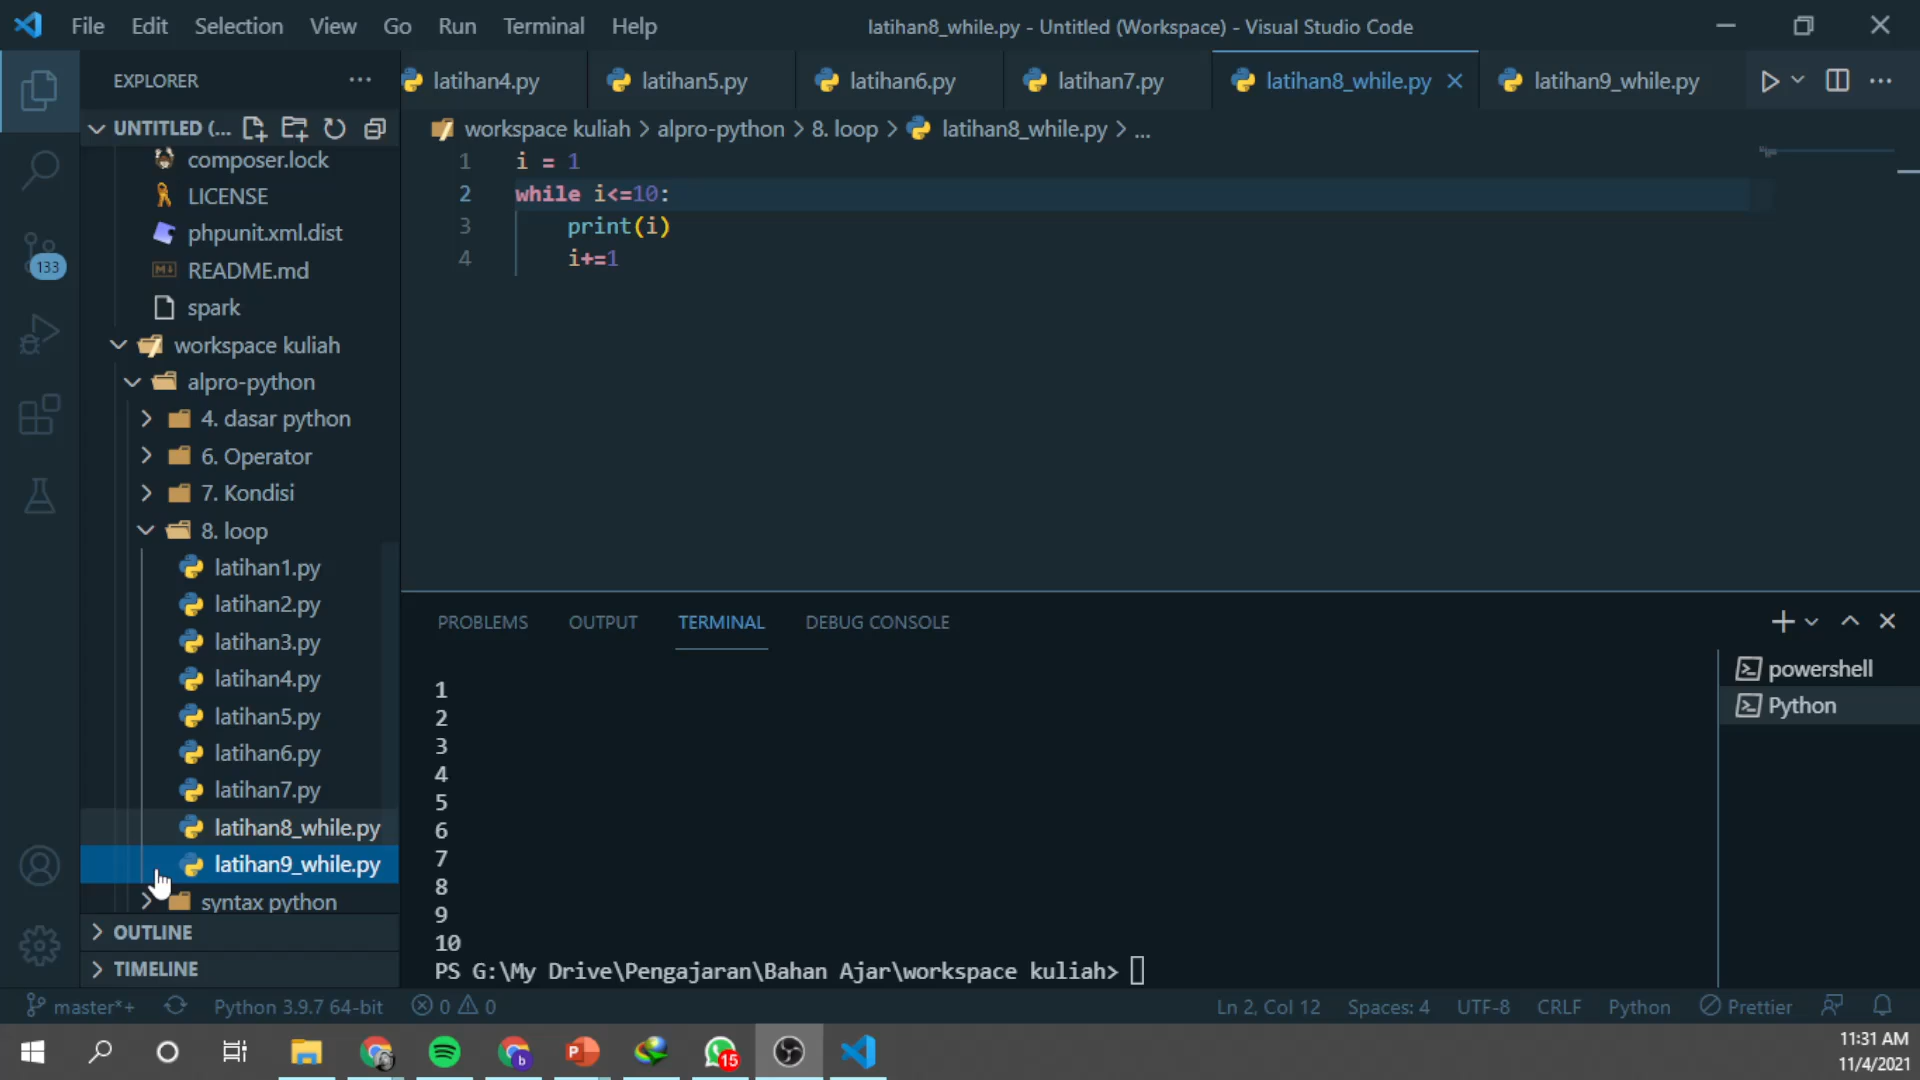 File Edit Selection View Go Run Terminal Help
latihan8_while.py - Untitled (Workspace) - Visual Studio Code
EXPLORER
latihan4.py latihan5.py latihan6.py latihan7.py latihan8_while.py latihan9_while.py
UNTITLED (...
workspace kuliah > alpro-python > 8. loop > latihan8_while.py > ...
composer.lock
LICENSE
phpunit.xml.dist
README.md
spark
workspace kuliah
alpro-python
4. dasar python
6. Operator
7. Kondisi
8. loop
latihan1.py
latihan2.py
latihan3.py
latihan4.py
latihan5.py
latihan6.py
latihan7.py
latihan8_while.py
latihan9_while.py
syntax python
OUTLINE
TIMELINE
133
1 i = 1
2 while i<=10:
3 print(i)
4 i+=1
PROBLEMS OUTPUT TERMINAL DEBUG CONSOLE
1
2
3
4
5
6
7
8
9
10
PS G:\My Drive\Pengajaran\Bahan Ajar\workspace kuliah>
powershell
Python
master*+ Python 3.9.7 64-bit 0 0 Ln 2, Col 12 Spaces: 4 UTF-8 CRLF Python Prettier
b
P
15
11:31 AM
11/4/2021